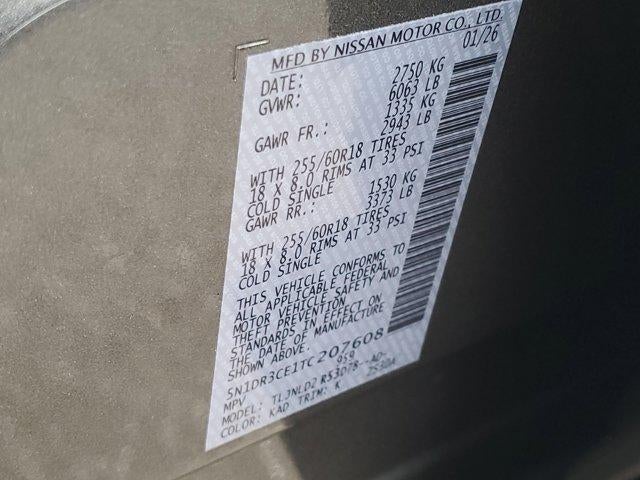 MFD BY NISSAN MOTOR CO., LTD.
DATE: 01/26
GVWR: 2750 KG
6063 LB
GAWR FR.: 1335 KG
2943 LB
WITH 255/60R18 TIRES
18 X 8.0 RIMS AT 33 PSI
COLD SINGLE
GAWR RR.: 1530 KG
3373 LB
WITH 255/60R18 TIRES
18 X 8.0 RIMS AT 33 PSI
COLD SINGLE
THIS VEHICLE CONFORMS TO
ALL APPLICABLE FEDERAL
MOTOR VEHICLE SAFETY AND
THEFT PREVENTION
STANDARDS IN EFFECT ON
THE DATE OF MANUFACTURE
SHOWN ABOVE.
5N1DR3CE1TC207608
MPV 959
MODEL: TLJNLD2 R53D78--AD-
COLOR: KAD TRIM: K 2530A